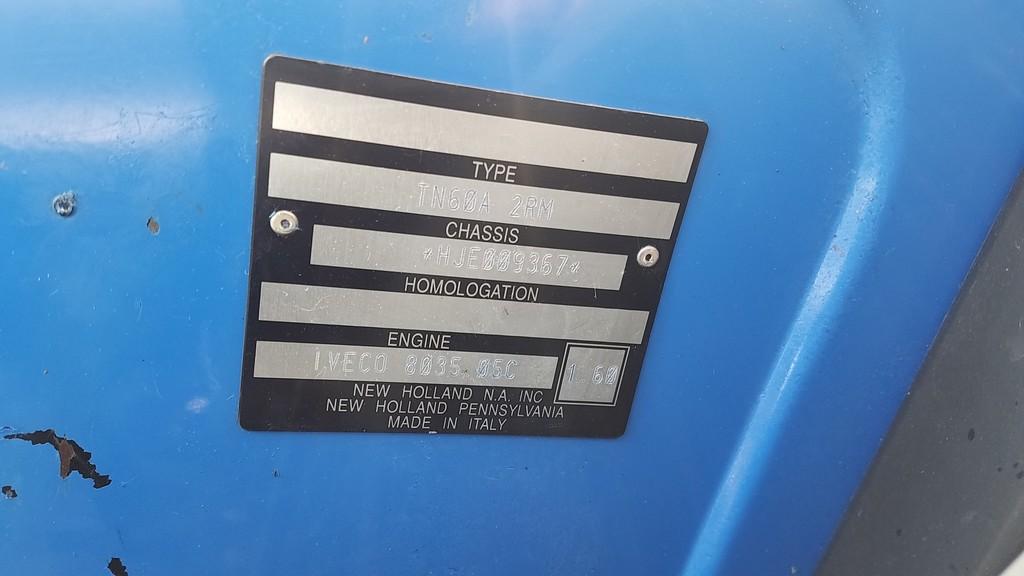 TYPE
TN60A 2RM
CHASSIS
*HJE009367*
HOMOLOGATION
ENGINE
IVECO 8035.05C
1.60
NEW HOLLAND N.A. INC
NEW HOLLAND PENNSYLVANIA
MADE IN ITALY